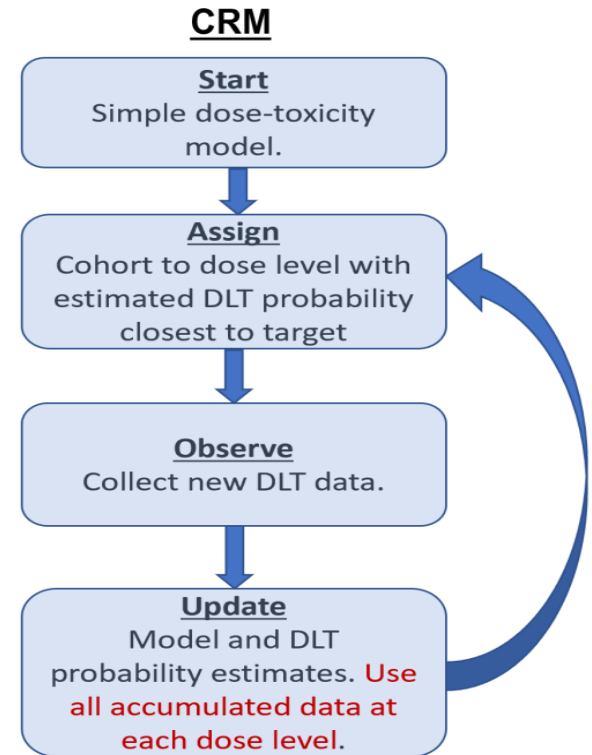 CRM
Start
Simple dose-toxicity
model.
Assign
Cohort to dose level with
estimated DLT probability
closest to target
Observe
Collect new DLT data.
Update
Model and DLT
probability estimates. Use
all accumulated data at
each dose level.